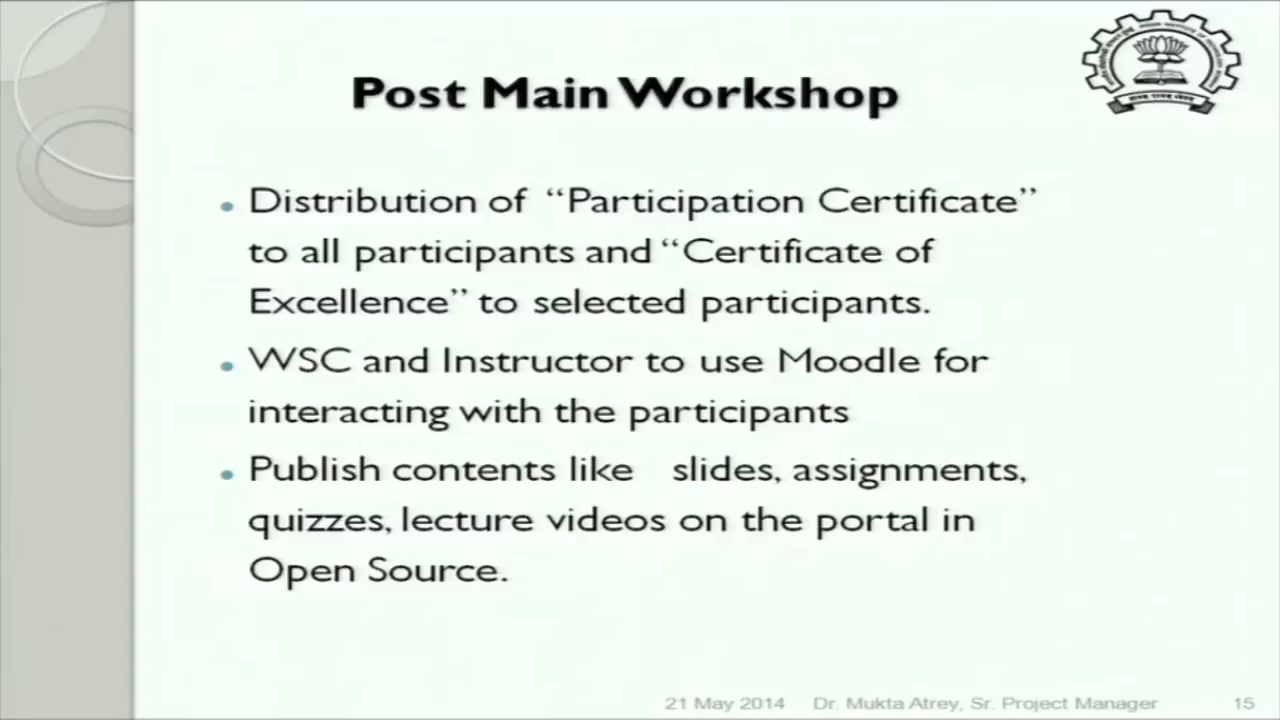 Post Main Workshop
Distribution of “Participation Certificate”
to all participants and “Certificate of
Excellence” to selected participants.
WSC and Instructor to use Moodle for
interacting with the participants
Publish contents like slides, assignments,
quizzes, lecture videos on the portal in
Open Source.
21 May 2014 Dr. Mukta Atrey, Sr. Project Manager 15